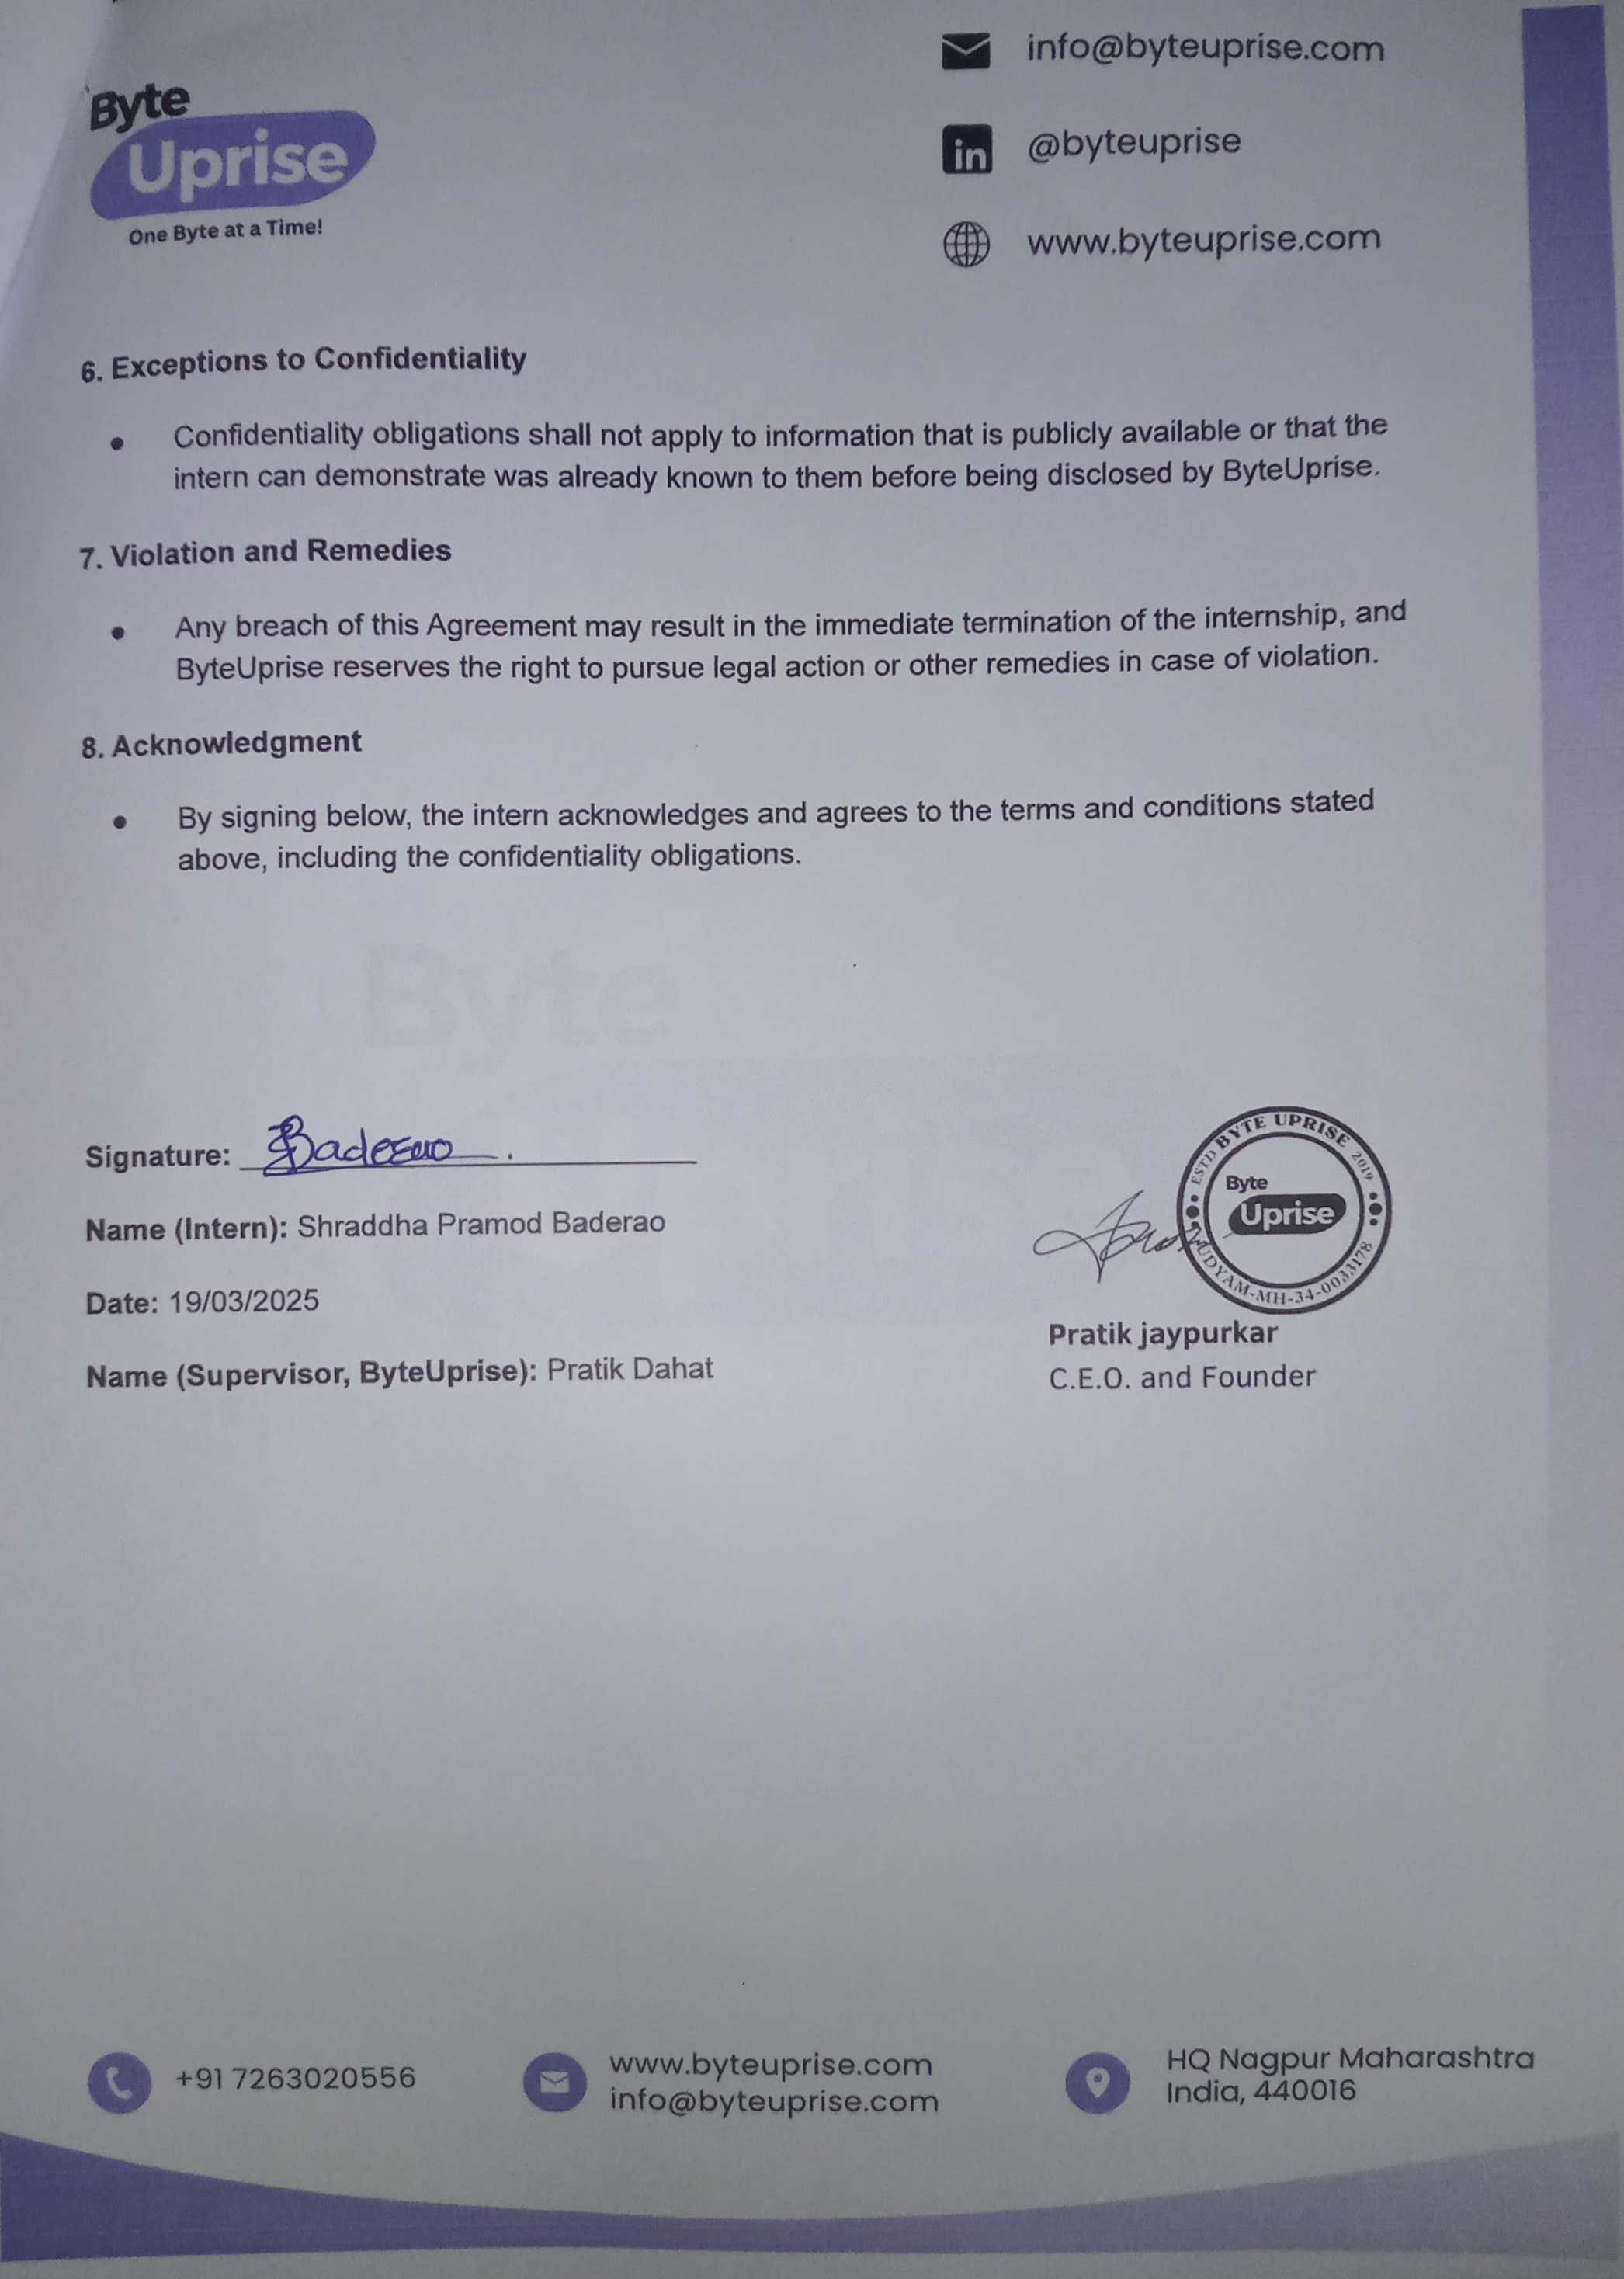 Byte
Uprise
One Byte at a Time!
info@byteuprise.com
in @byteuprise
www.byteuprise.com
6. Exceptions to Confidentiality
• Confidentiality obligations shall not apply to information that is publicly available or that the
intern can demonstrate was already known to them before being disclosed by ByteUprise.
7. Violation and Remedies
• Any breach of this Agreement may result in the immediate termination of the internship, and
ByteUprise reserves the right to pursue legal action or other remedies in case of violation.
8. Acknowledgment
• By signing below, the intern acknowledges and agrees to the terms and conditions stated
above, including the confidentiality obligations.
Byte
Signature: Baderao
Name (Intern): Shraddha Pramod Baderao
Date: 19/03/2025
Name (Supervisor, ByteUprise): Pratik Dahat
ESTD BYTE UPRISE 2019
Byte
Uprise
UDYAM-MH-34-0033178
Pratik jaypurkar
C.E.O. and Founder
+91 7263020556
www.byteuprise.com
info@byteuprise.com
HQ Nagpur Maharashtra
India, 440016